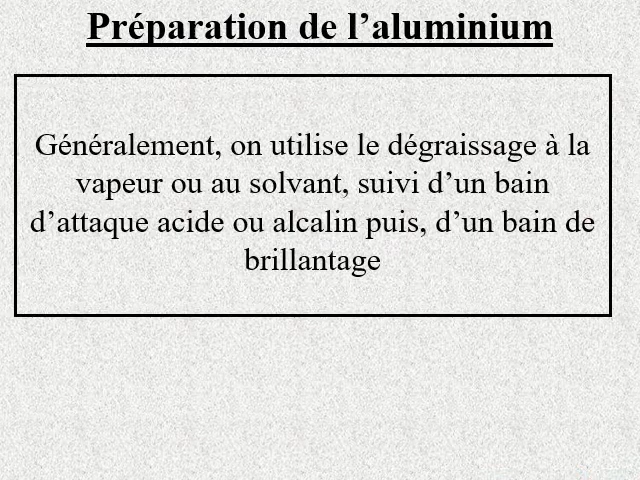 Préparation de l’aluminium
Généralement, on utilise le dégraissage à la
vapeur ou au solvant, suivi d’un bain
d’attaque acide ou alcalin puis, d’un bain de
brillantage